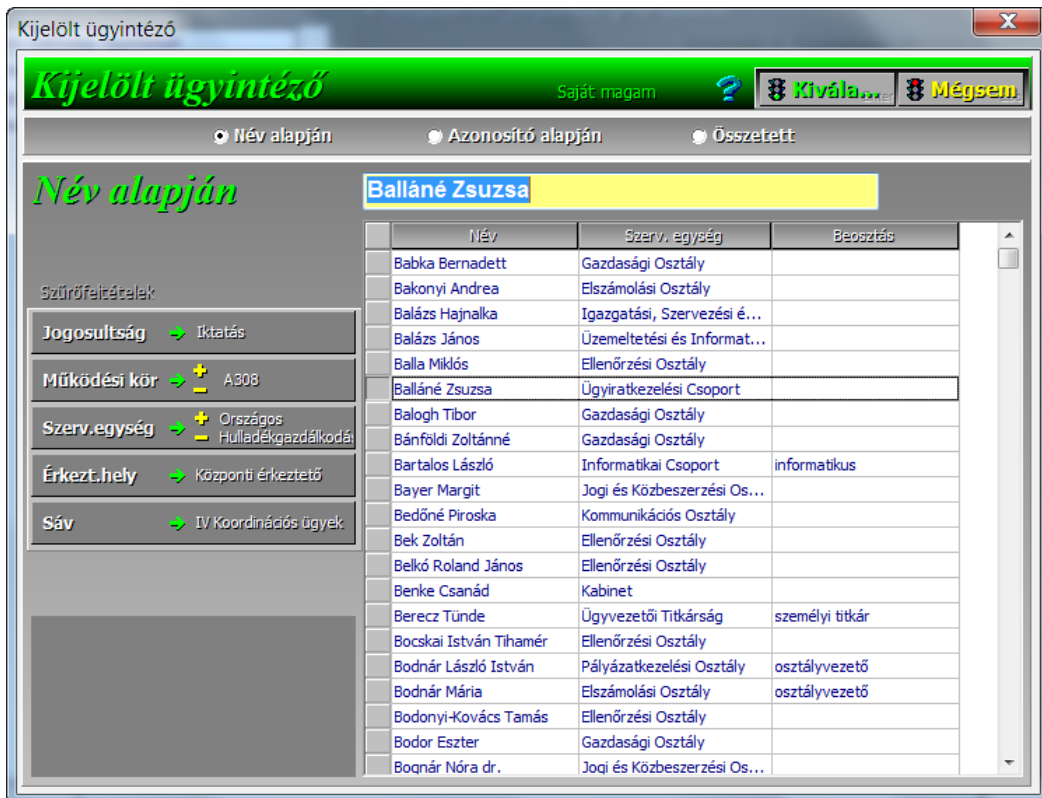 Kijelölt ügyintéző
Kijelölt ügyintéző Saját magam ? Kivála... Mégsem
Név alapján Azonosító alapján Összetett
Név alapján Balláné Zsuzsa
Név Szerv. egység Beosztás
Babka Bernadett Gazdasági Osztály
Bakonyi Andrea Elszámolási Osztály
Balázs Hajnalka Igazgatási, Szervezési é...
Balázs János Üzemeltetési és Informat...
Balla Miklós Ellenőrzési Osztály
Balláné Zsuzsa Ügyiratkezelési Csoport
Balogh Tibor Gazdasági Osztály
Bánföldi Zoltánné Gazdasági Osztály
Bartalos László Informatikai Csoport informatikus
Bayer Margit Jogi és Közbeszerzési Os...
Bedőné Piroska Kommunikációs Osztály
Bek Zoltán Ellenőrzési Osztály
Belkó Roland János Ellenőrzési Osztály
Benke Csanád Kabinet
Berecz Tünde Ügyvezetői Titkárság személyi titkár
Bocskai István Tihamér Ellenőrzési Osztály
Bodnár László István Pályázatkezelési Osztály osztályvezető
Bodnár Mária Elszámolási Osztály osztályvezető
Bodonyi-Kovács Tamás Ellenőrzési Osztály
Bodor Eszter Gazdasági Osztály
Bognár Nóra dr. Jogi és Közbeszerzési Os...
Szűrőfeltételek
Jogosultság Iktatás
Működési kör + − A308
Szerv.egység + − Országos
Hulladékgazdálkodás
Érkezt.hely Központi érkeztető
Sáv IV Koordinációs ügyek